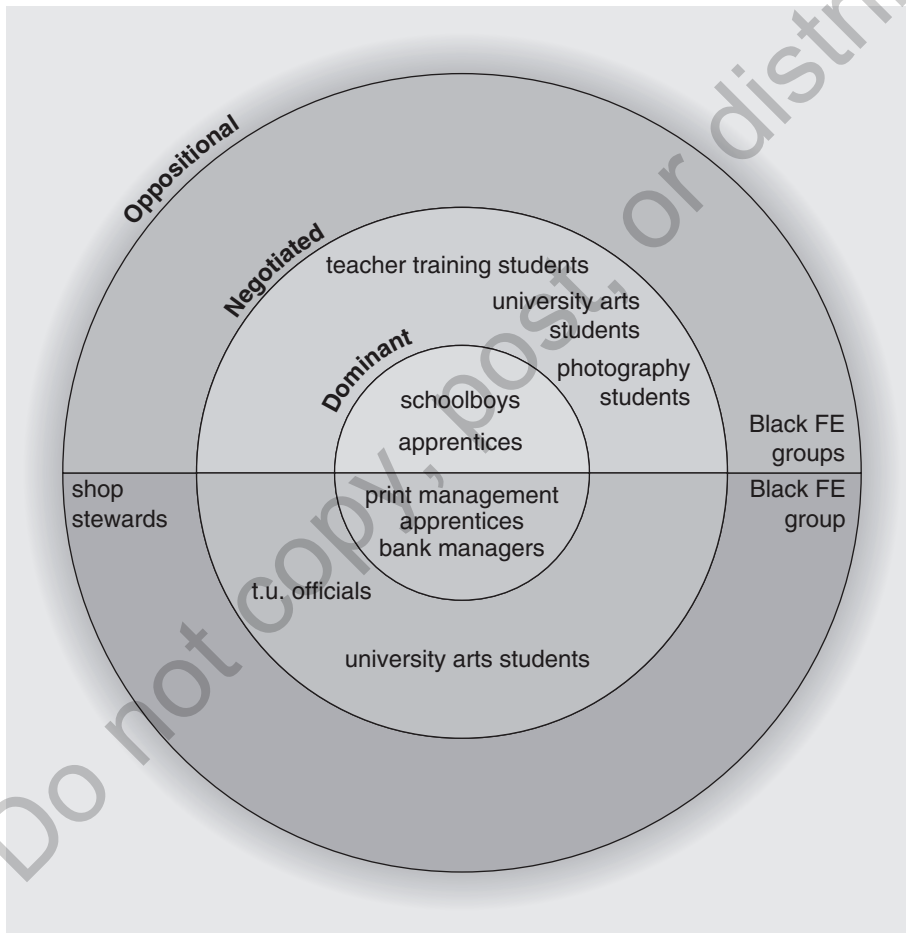 Oppositional
Negotiated
Dominant
teacher training students
university arts
students
photography
students
schoolboys
apprentices
Black FE
groups
shop
stewards
print management
apprentices
bank managers
Black FE
group
t.u. officials
university arts students
Do not copy, post, or distri